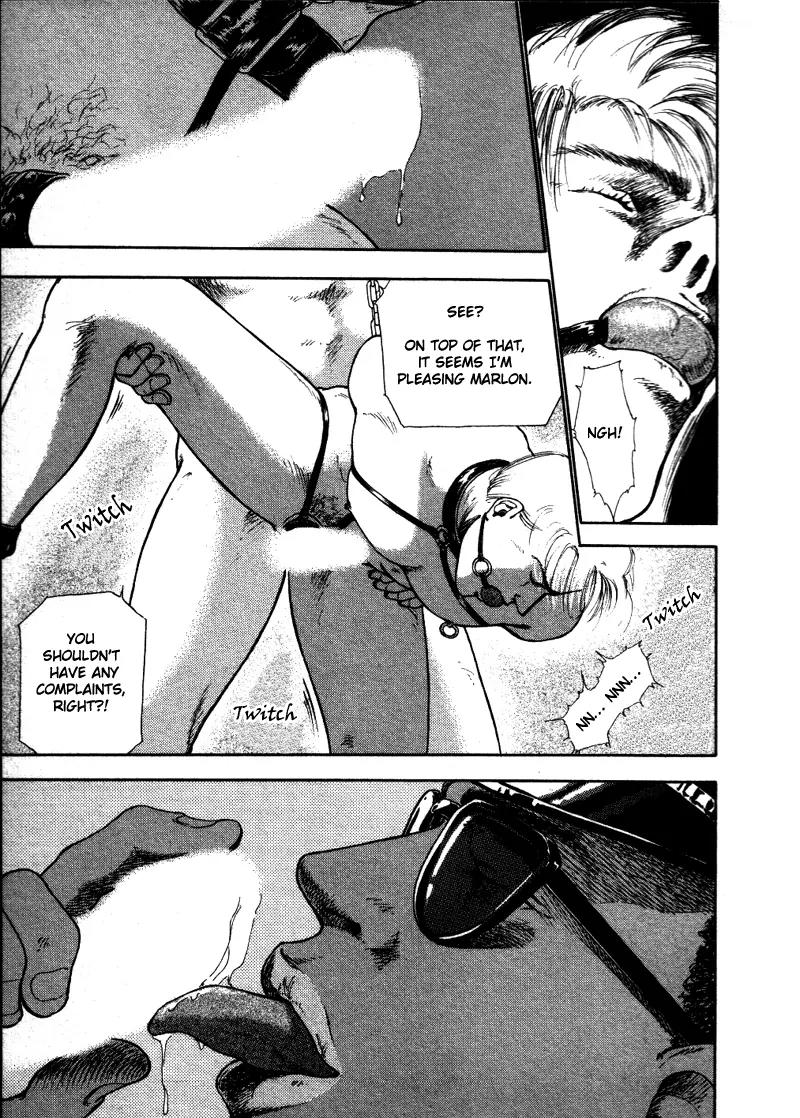 NGH!
SEE?
ON TOP OF THAT,
IT SEEMS I'M
PLEASING MARLON.
Twitch
Twitch
NN... NNN...
Twitch
YOU
SHOULDN'T
HAVE ANY
COMPLAINTS,
RIGHT?!